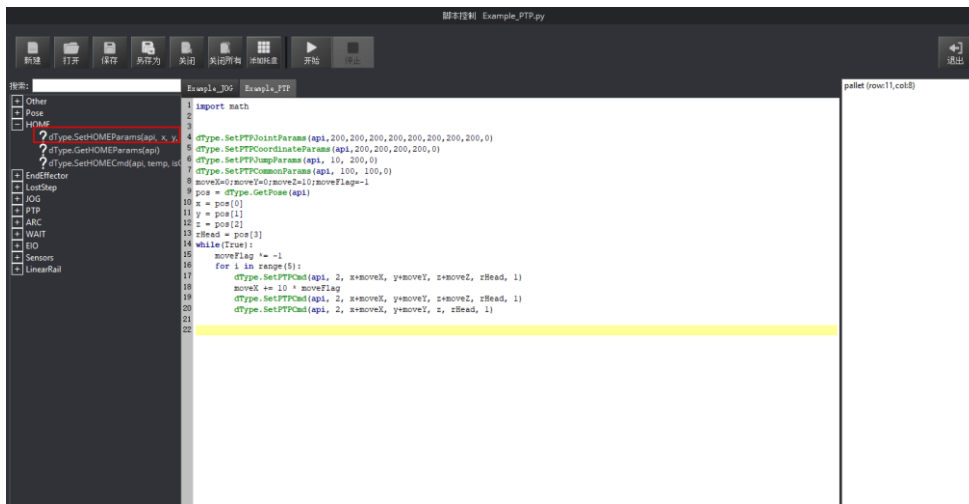 脚本控制 Example_PTP.py
新建 打开 保存 另存为 关闭 关闭所有 添加托盘 开始 停止 退出
搜索:
Example_JOG Example_PTP
pallet (row:11,col:8)
+ Other
+ Pose
- HOME
? dType.SetHOMEParams(api, x, y,
? dType.GetHOMEParams(api)
? dType.SetHOMECmd(api, temp, is
+ EndEffector
+ LostStep
+ JOG
+ PTP
+ ARC
+ WAIT
+ EIO
+ Sensors
+ LinearRail
1 import math
2
3
4 dType.SetPTPJointParams(api,200,200,200,200,200,200,200,200,0)
5 dType.SetPTPCoordinateParams(api,200,200,200,200,0)
6 dType.SetPTPJumpParams(api, 10, 200,0)
7 dType.SetPTPCommonParams(api, 100, 100,0)
8 moveX=0;moveY=0;moveZ=10;moveFlag=-1
9 pos = dType.GetPose(api)
10 x = pos[0]
11 y = pos[1]
12 z = pos[2]
13 rHead = pos[3]
14 while(True):
15 moveFlag *= -1
16 for i in range(5):
17 dType.SetPTPCmd(api, 2, x+moveX, y+moveY, z+moveZ, rHead, 1)
18 moveX += 10 * moveFlag
19 dType.SetPTPCmd(api, 2, x+moveX, y+moveY, z+moveZ, rHead, 1)
20 dType.SetPTPCmd(api, 2, x+moveX, y+moveY, z, rHead, 1)
21
22